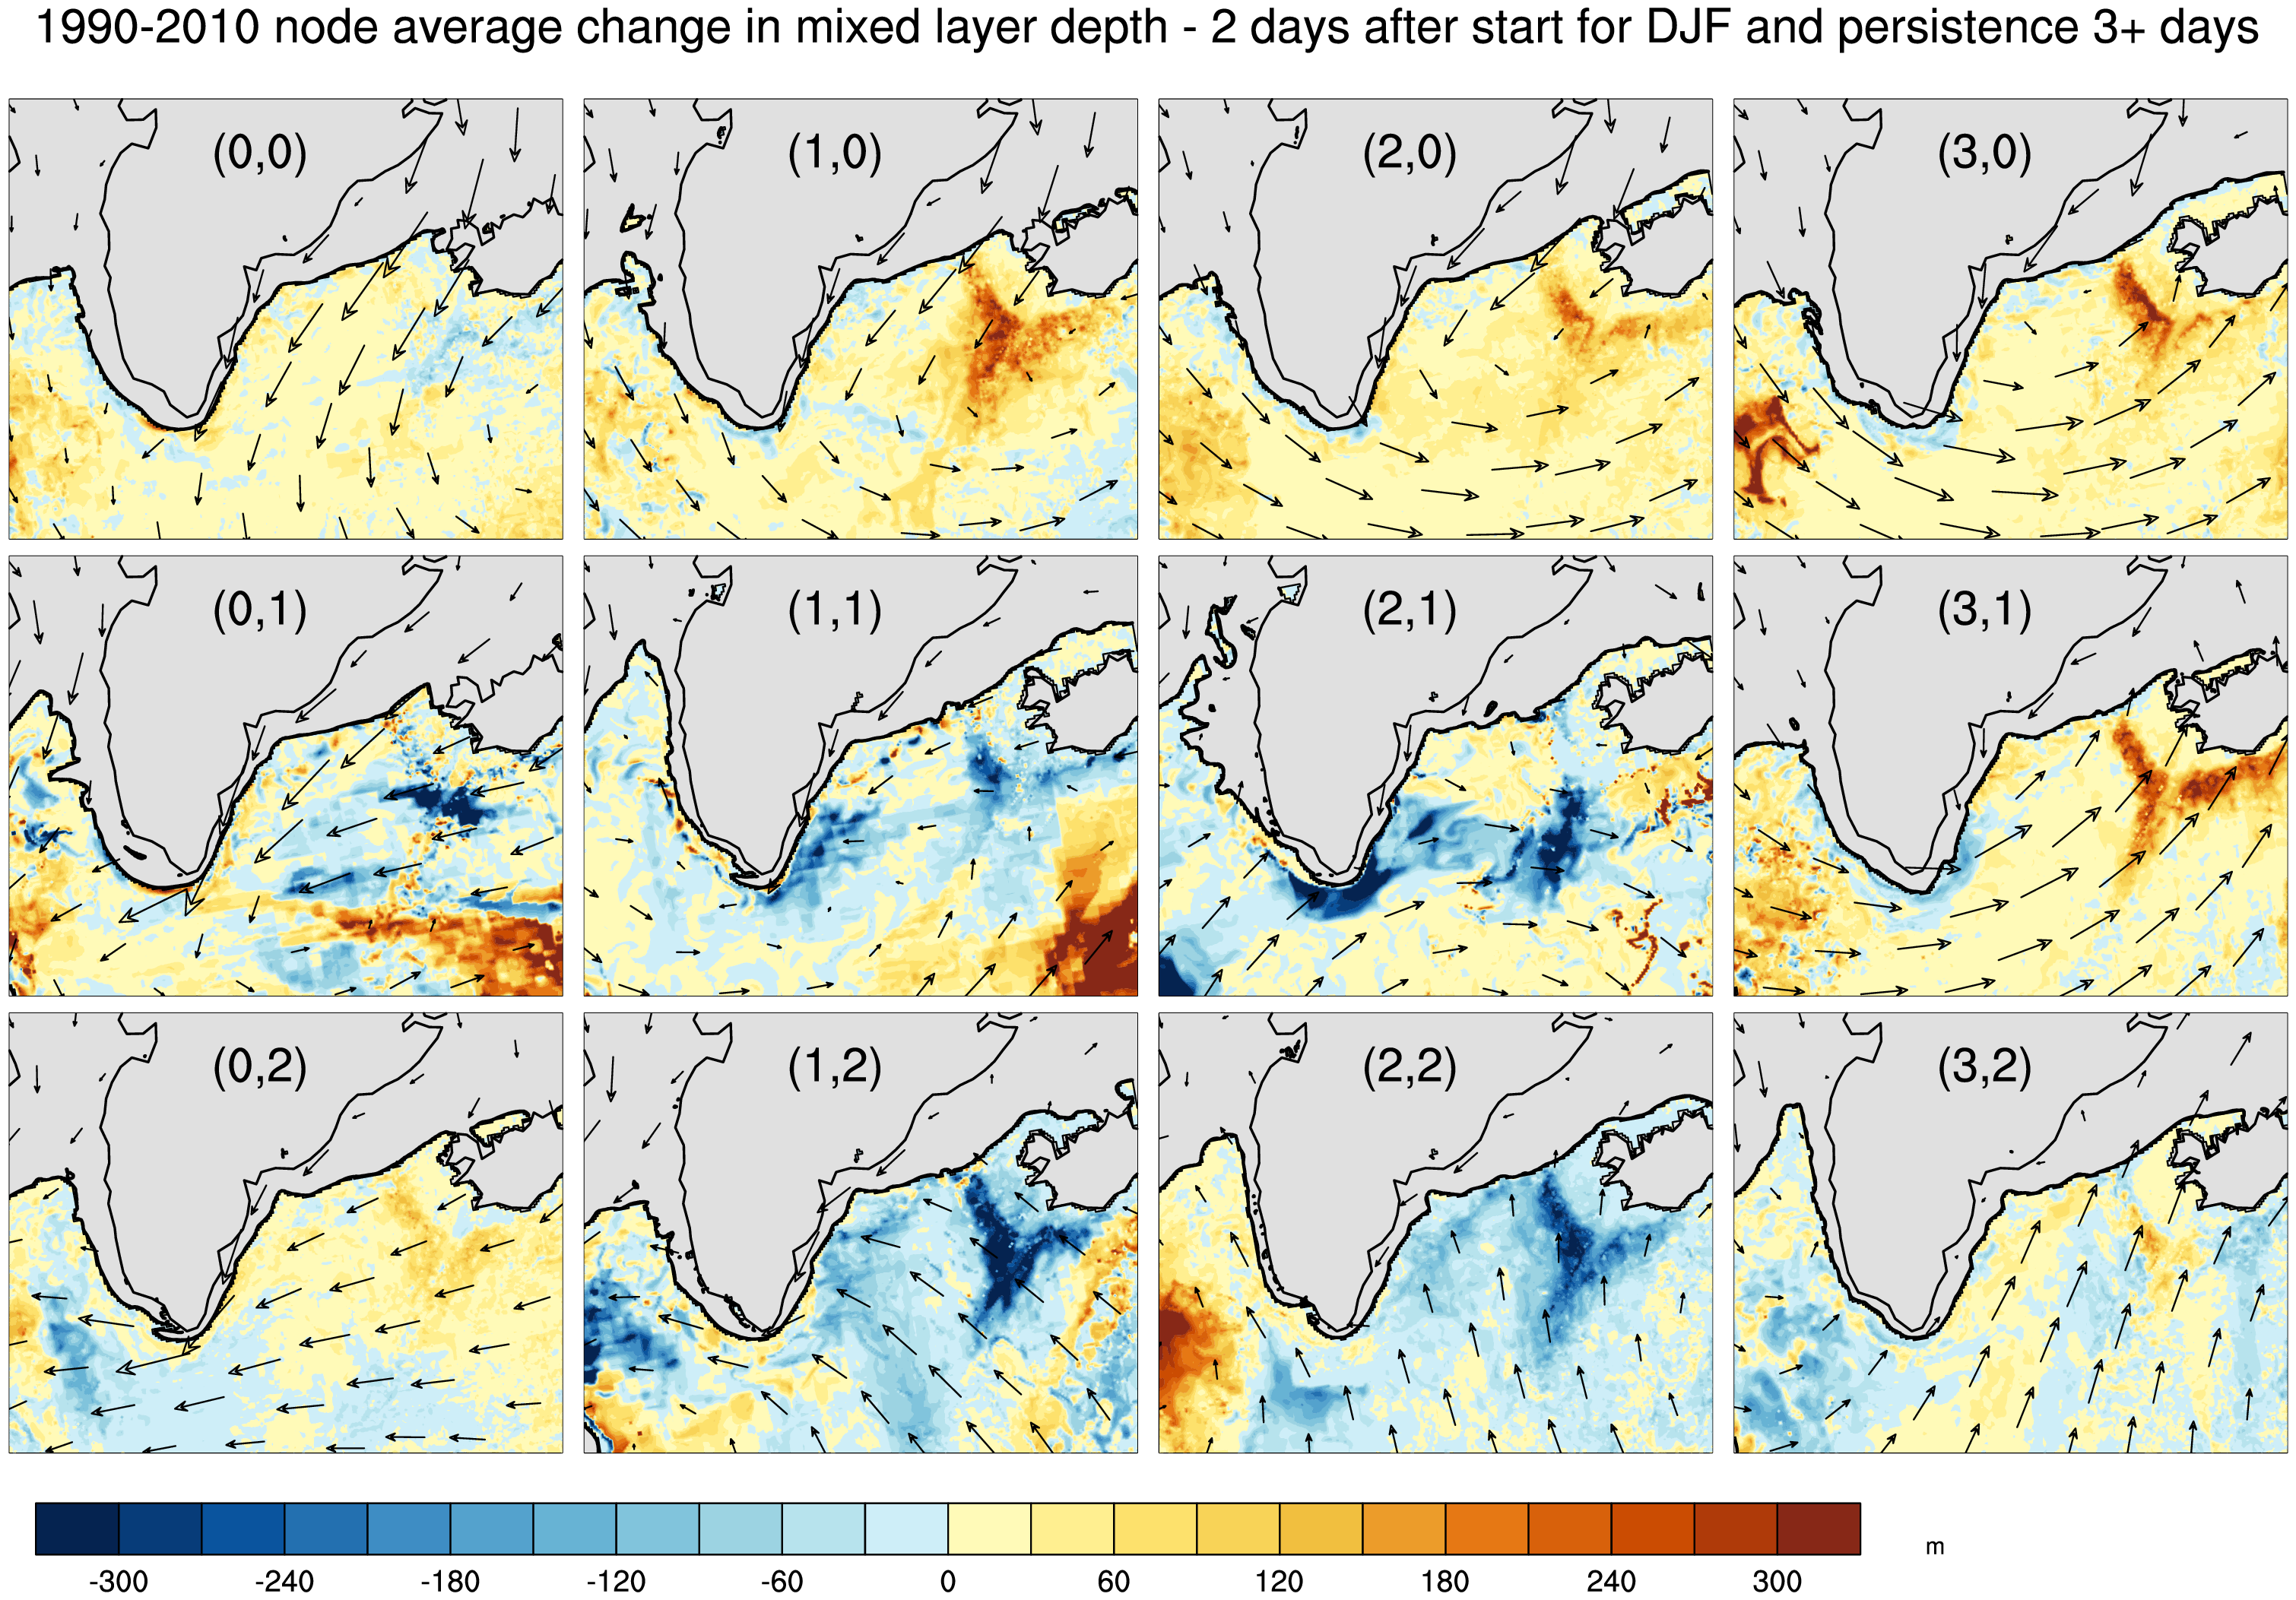 1990-2010 node average change in mixed layer depth - 2 days after start for DJF and persistence 3+ days
(0,0) (1,0) (2,0) (3,0)
(0,1) (1,1) (2,1) (3,1)
(0,2) (1,2) (2,2) (3,2)
m
-300 -240 -180 -120 -60 0 60 120 180 240 300